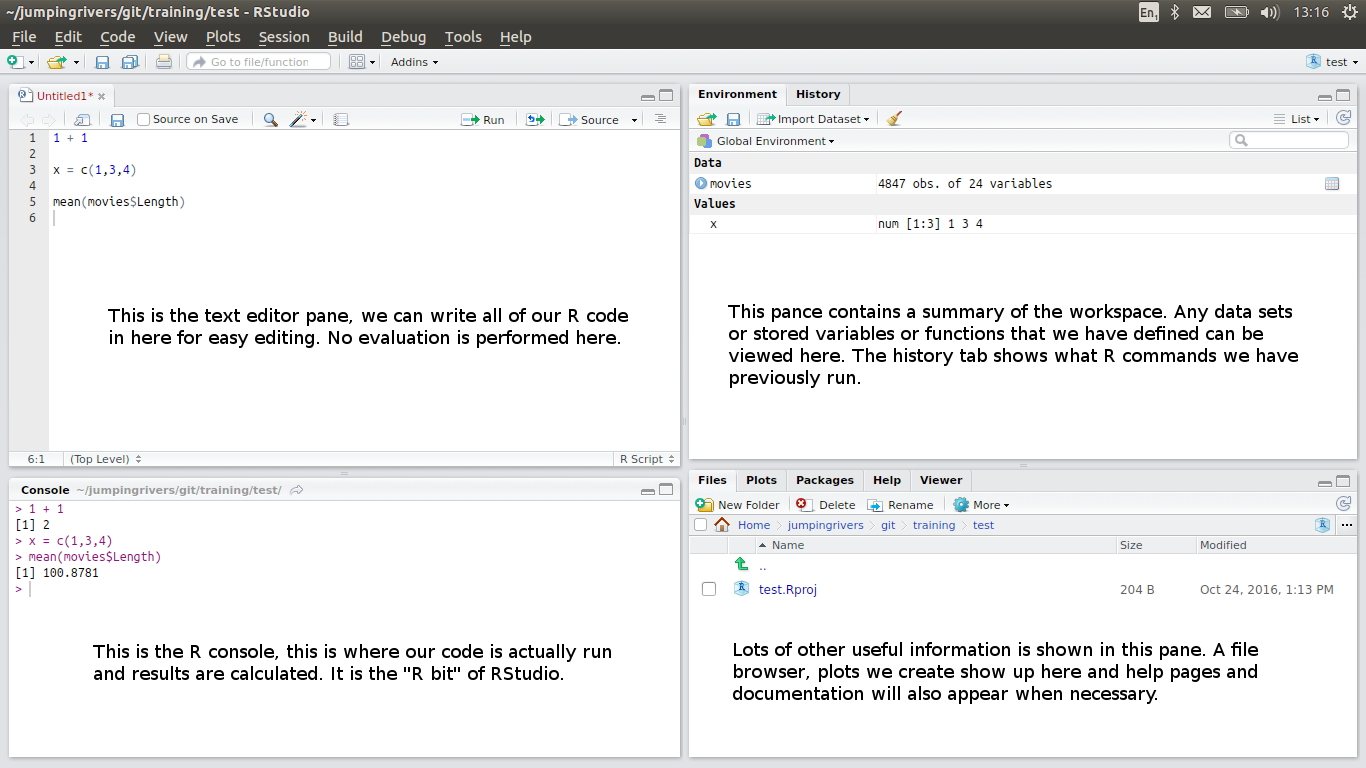 ~/jumpingrivers/git/training/test - RStudio
En1 13:16
File Edit Code View Plots Session Build Debug Tools Help
Go to file/function Addins test
Untitled1*
Source on Save Run Source
1 1 + 1
2
3 x = c(1,3,4)
4
5 mean(movies$Length)
6
This is the text editor pane, we can write all of our R code
in here for easy editing. No evaluation is performed here.
6:1 (Top Level) R Script
Environment History
Import Dataset List
Global Environment
Data
movies 4847 obs. of 24 variables
Values
x num [1:3] 1 3 4
This pance contains a summary of the workspace. Any data sets
or stored variables or functions that we have defined can be
viewed here. The history tab shows what R commands we have
previously run.
Console ~/jumpingrivers/git/training/test/
> 1 + 1
[1] 2
> x = c(1,3,4)
> mean(movies$Length)
[1] 100.8781
>
This is the R console, this is where our code is actually run
and results are calculated. It is the "R bit" of RStudio.
Files Plots Packages Help Viewer
New Folder Delete Rename More
Home jumpingrivers git training test ...
Name Size Modified
..
test.Rproj 204 B Oct 24, 2016, 1:13 PM
Lots of other useful information is shown in this pane. A file
browser, plots we create show up here and help pages and
documentation will also appear when necessary.